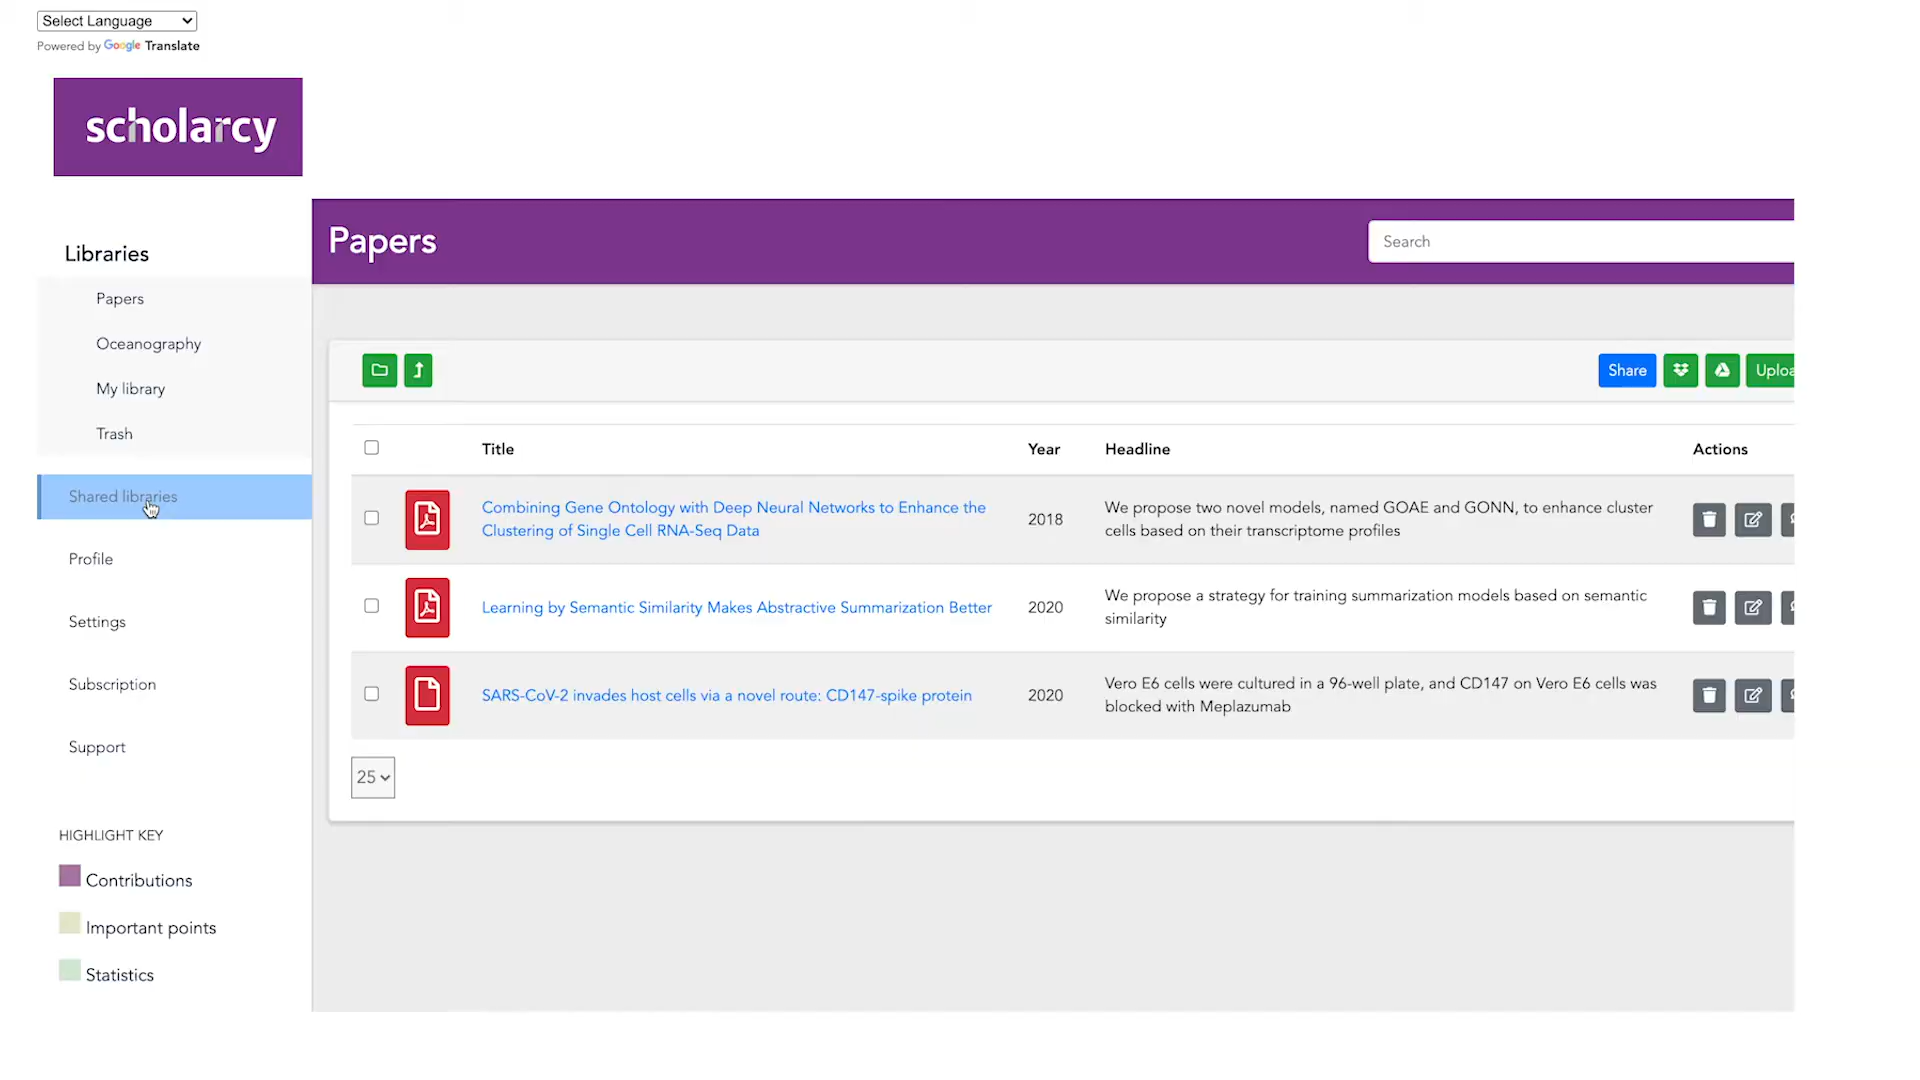 Select Language
Powered by Google Translate
scholarcy
Libraries
Papers
Oceanography
My library
Trash
Shared libraries
Profile
Settings
Subscription
Support
HIGHLIGHT KEY
Contributions
Important points
Statistics
Papers
Search
Share
Uploa
Title Year Headline Actions
Combining Gene Ontology with Deep Neural Networks to Enhance the
Clustering of Single Cell RNA-Seq Data
2018
We propose two novel models, named GOAE and GONN, to enhance cluster
cells based on their transcriptome profiles
Learning by Semantic Similarity Makes Abstractive Summarization Better
2020
We propose a strategy for training summarization models based on semantic
similarity
SARS-CoV-2 invades host cells via a novel route: CD147-spike protein
2020
Vero E6 cells were cultured in a 96-well plate, and CD147 on Vero E6 cells was
blocked with Meplazumab
25